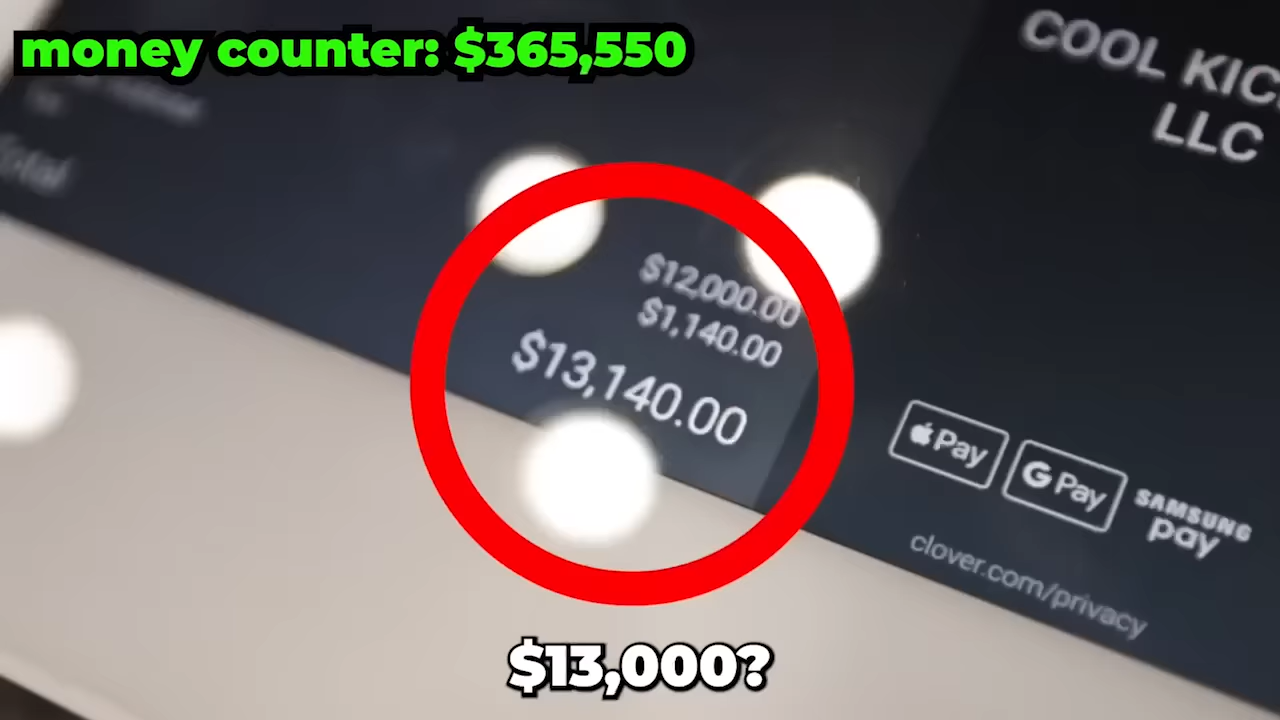 money counter: $365,550
COOL KIC
LLC
Total
$12,000.00
$1,140.00
$13,140.00
Pay
G Pay
SAMSUNG
pay
clover.com/privacy
$13,000?